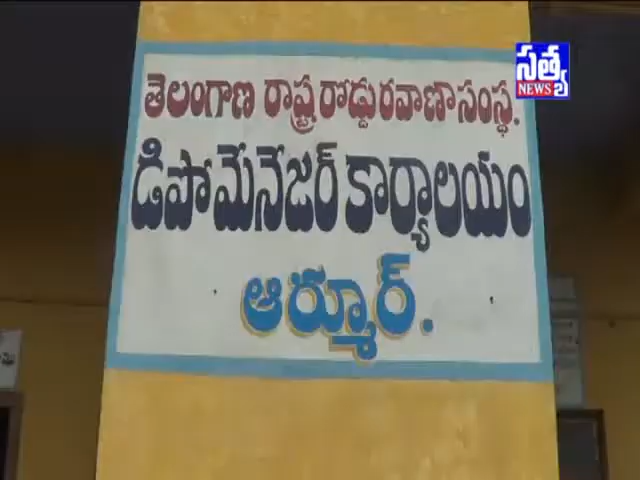 సత్య
NEWS
తెలంగాణ రాష్ట్ర రోడ్డు రవాణా సంస్థ.
డిపో మేనేజర్ కార్యాలయం
ఆర్మూర్.